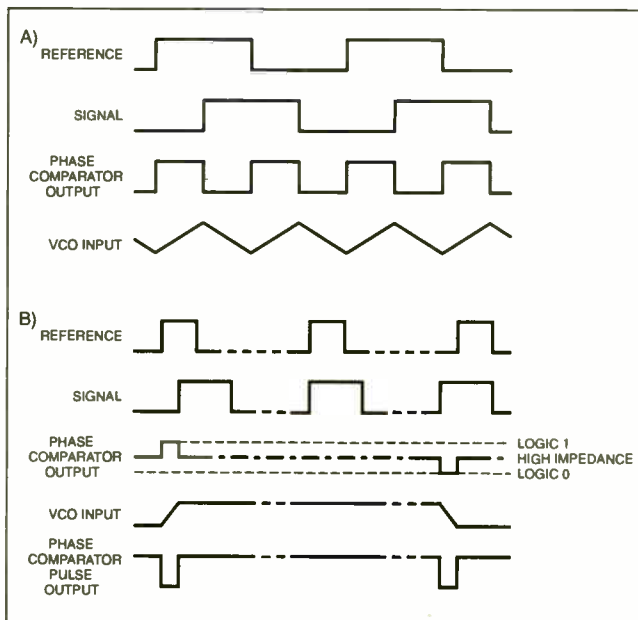 A)
REFERENCE
SIGNAL
PHASE
COMPARATOR
OUTPUT
VCO INPUT
B)
REFERENCE
SIGNAL
PHASE
COMPARATOR
OUTPUT
LOGIC 1
HIGH IMPEDANCE
LOGIC 0
VCO INPUT
PHASE
COMPARATOR
PULSE
OUTPUT